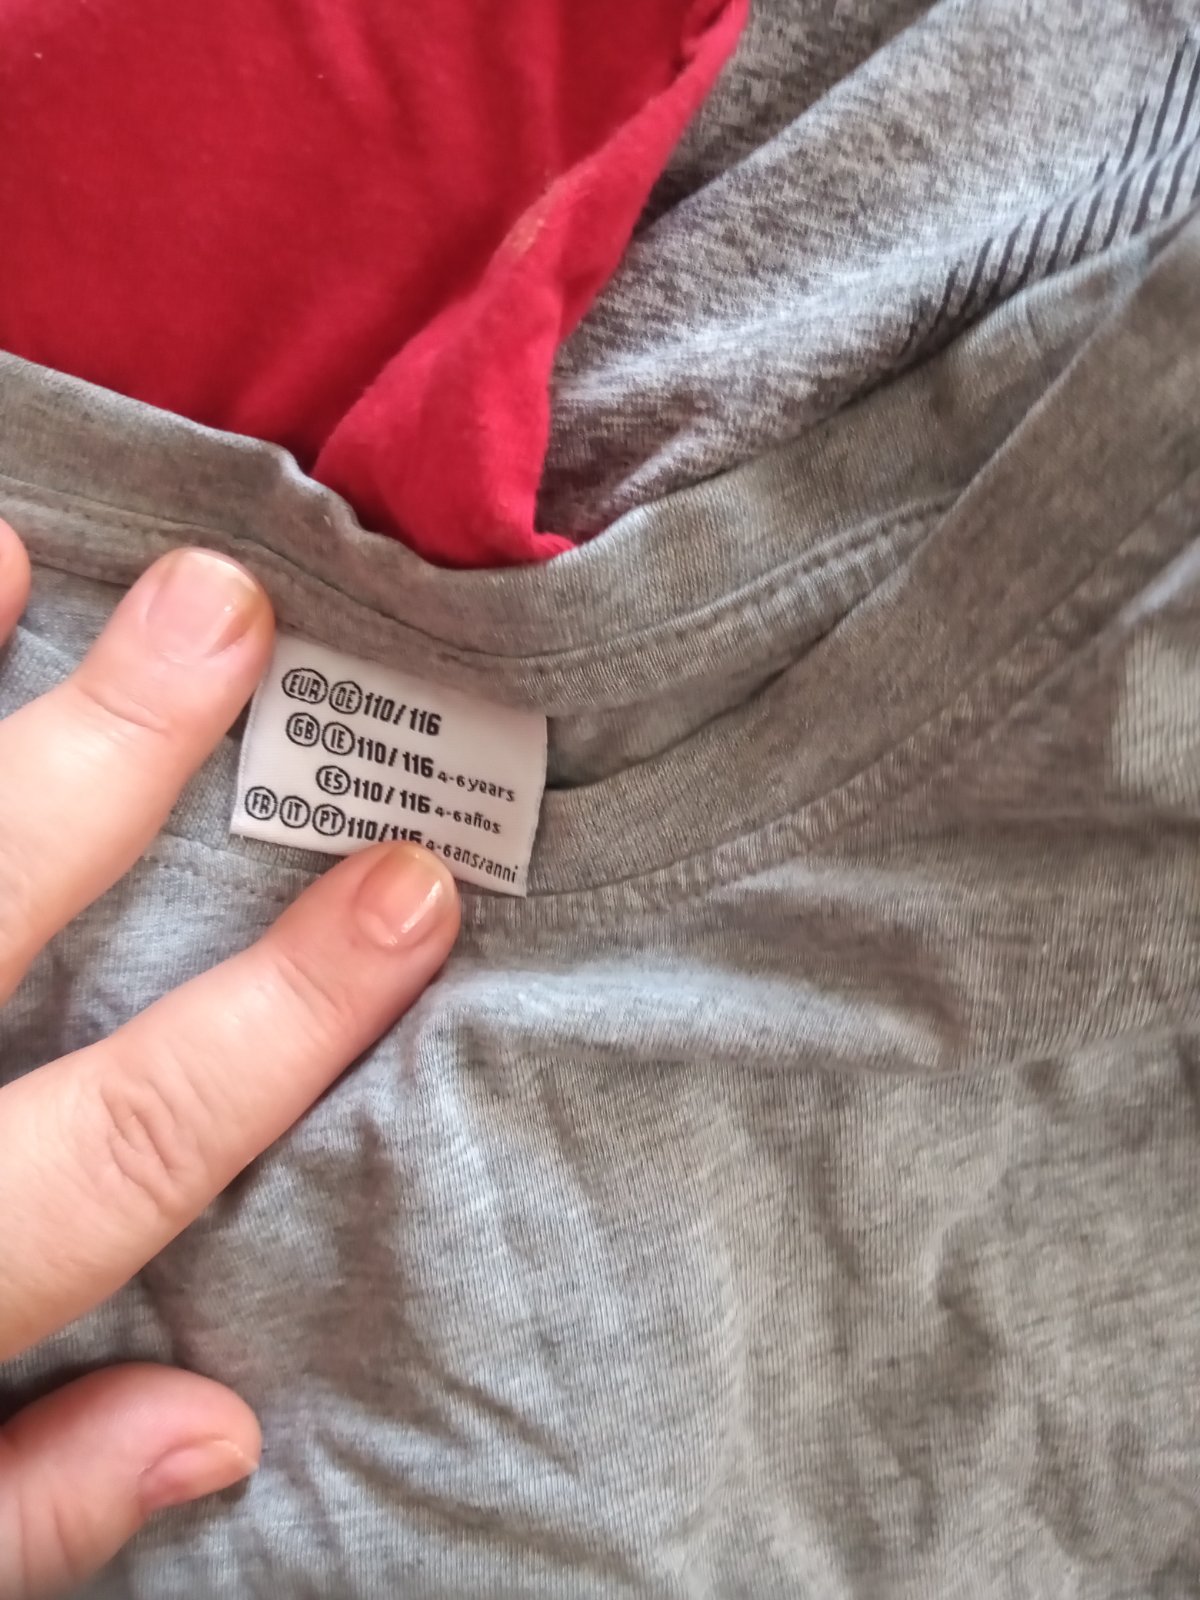 EUR DE 110/116
GB IE 110/116 4-6 years
ES 110/116 4-6 años
FR IT PT 110/116 4-6 ans/anni